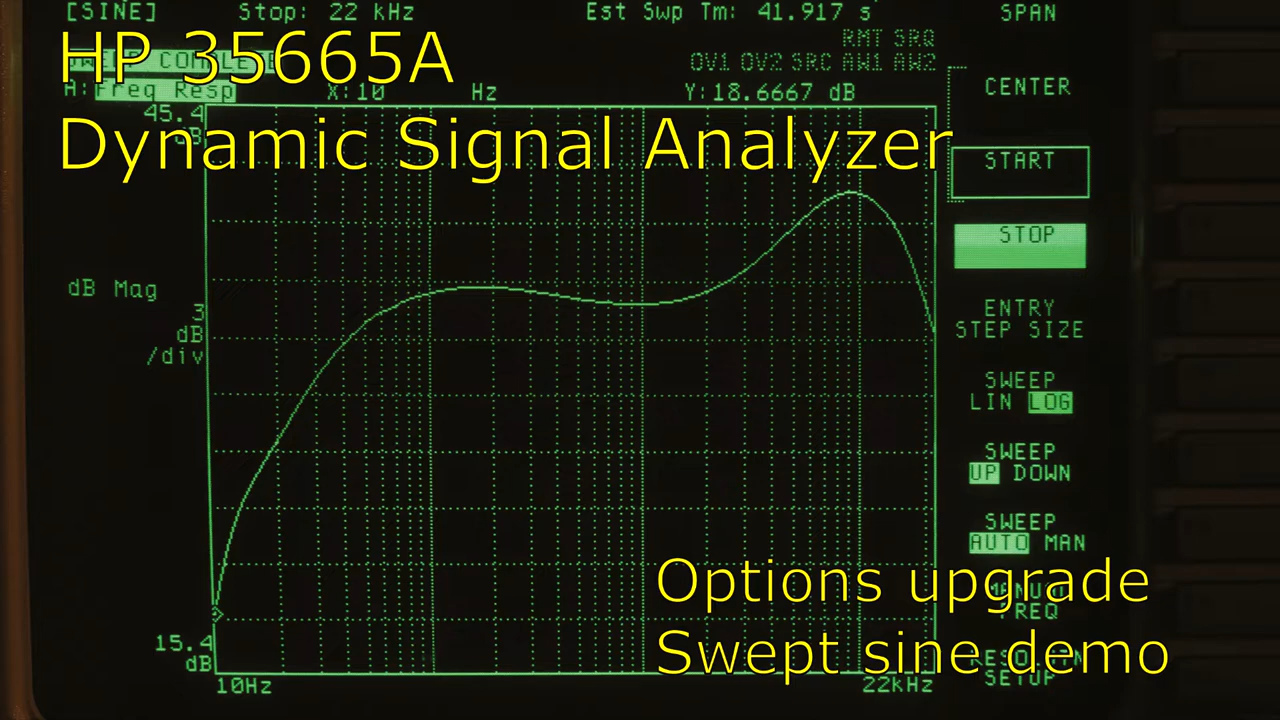 [SINE] Stop: 22 kHz Est Swp Tm: 41.917 s
SPAN
RMT SRQ
HP 35665A
OV1 OV2 SRC AW1 AW2
A:Freq Resp X:10 Hz Y:18.6667 dB
CENTER
45.4
dB
Dynamic Signal Analyzer
START
STOP
dB Mag
3
dB
/div
ENTRY
STEP SIZE
SWEEP
LIN LOG
SWEEP
UP DOWN
SWEEP
AUTO MAN
Options upgrade
FREQ
15.4
dB
Swept sine demo
SETUP
10Hz 22kHz